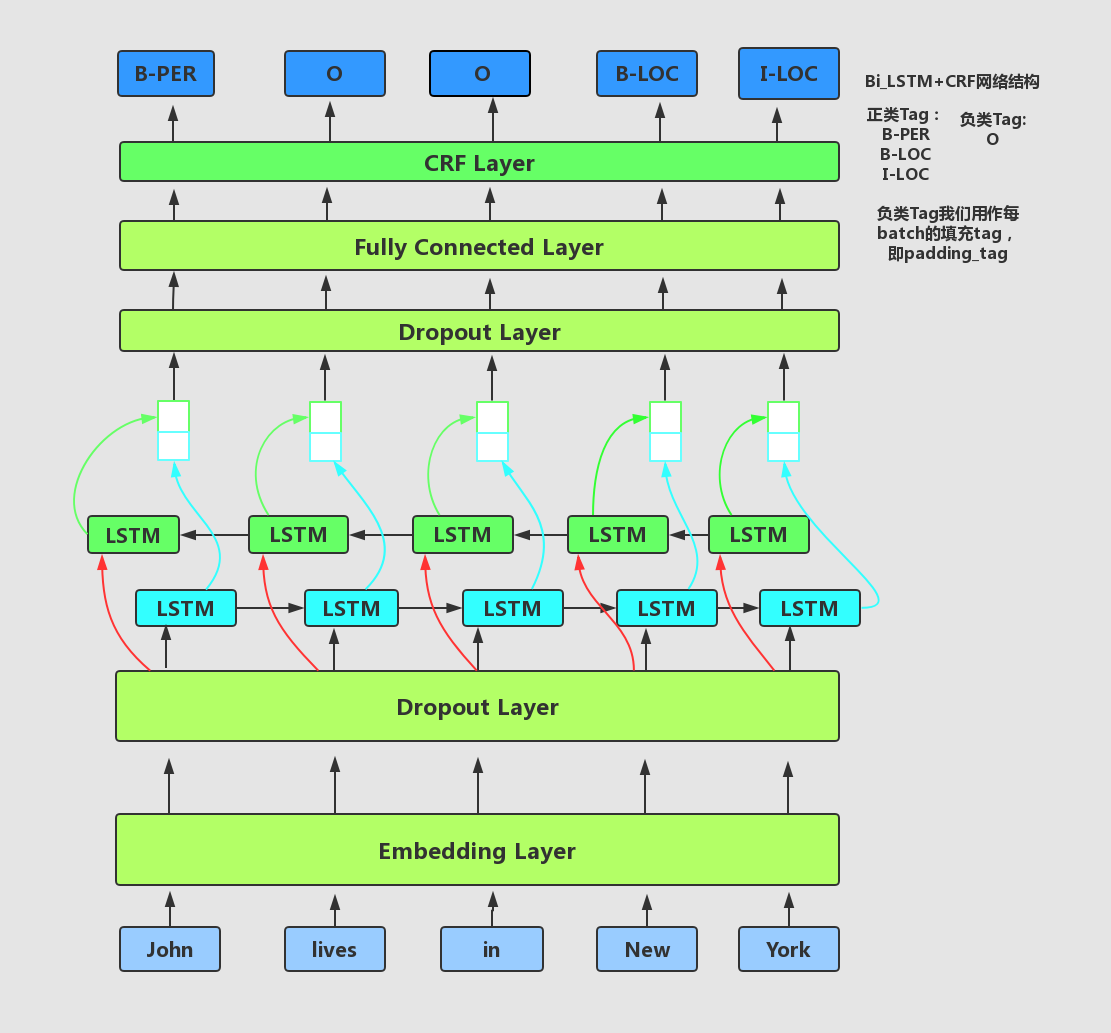 B-PER
O
O
B-LOC
I-LOC
Bi_LSTM+CRF网络结构
正类Tag：
B-PER
B-LOC
I-LOC
负类Tag:
O
负类Tag我们用作每
batch的填充tag，
即padding_tag
CRF Layer
Fully Connected Layer
Dropout Layer
LSTM
LSTM
LSTM
LSTM
LSTM
LSTM
LSTM
LSTM
LSTM
LSTM
Dropout Layer
Embedding Layer
John
lives
in
New
York